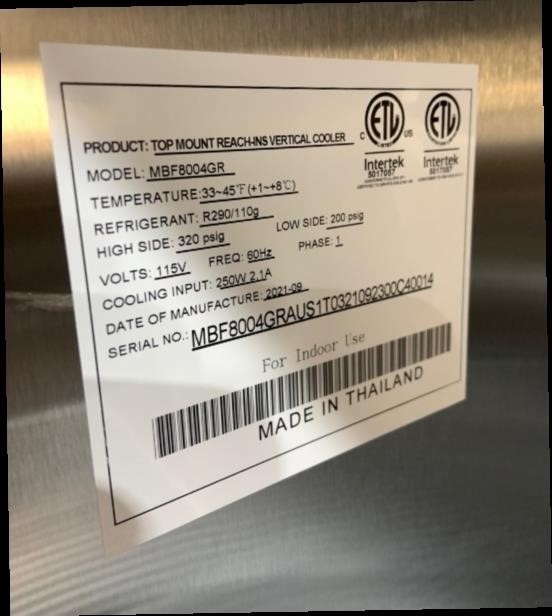 PRODUCT: TOP MOUNT REACH-INS VERTICAL COOLER
MODEL: MBF8004GR
TEMPERATURE:33~45℉(+1~+8℃)
REFRIGERANT: R290/110g
HIGH SIDE: 320 psig LOW SIDE: 200 psig
VOLTS: 115V FREQ: 60Hz PHASE: 1
COOLING INPUT: 250W 2.1A
DATE OF MANUFACTURE: 2021-09
SERIAL NO.: MBF8004GRAUS1T0321092300C40014
C ETL US
Intertek
5017057
ETL
Intertek
5017057
For Indoor Use
MADE IN THAILAND